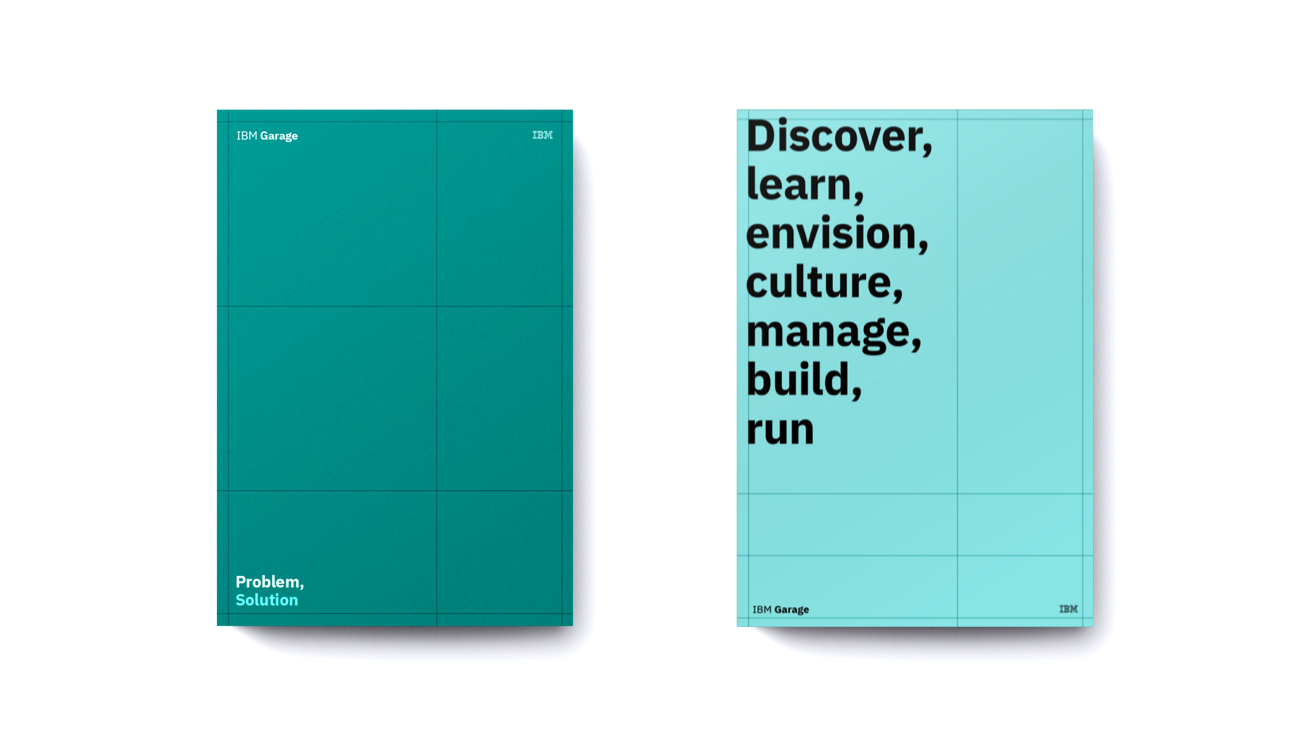 IBM Garage
IBM
Problem,
Solution
Discover,
learn,
envision,
culture,
manage,
build,
run
IBM Garage
IBM